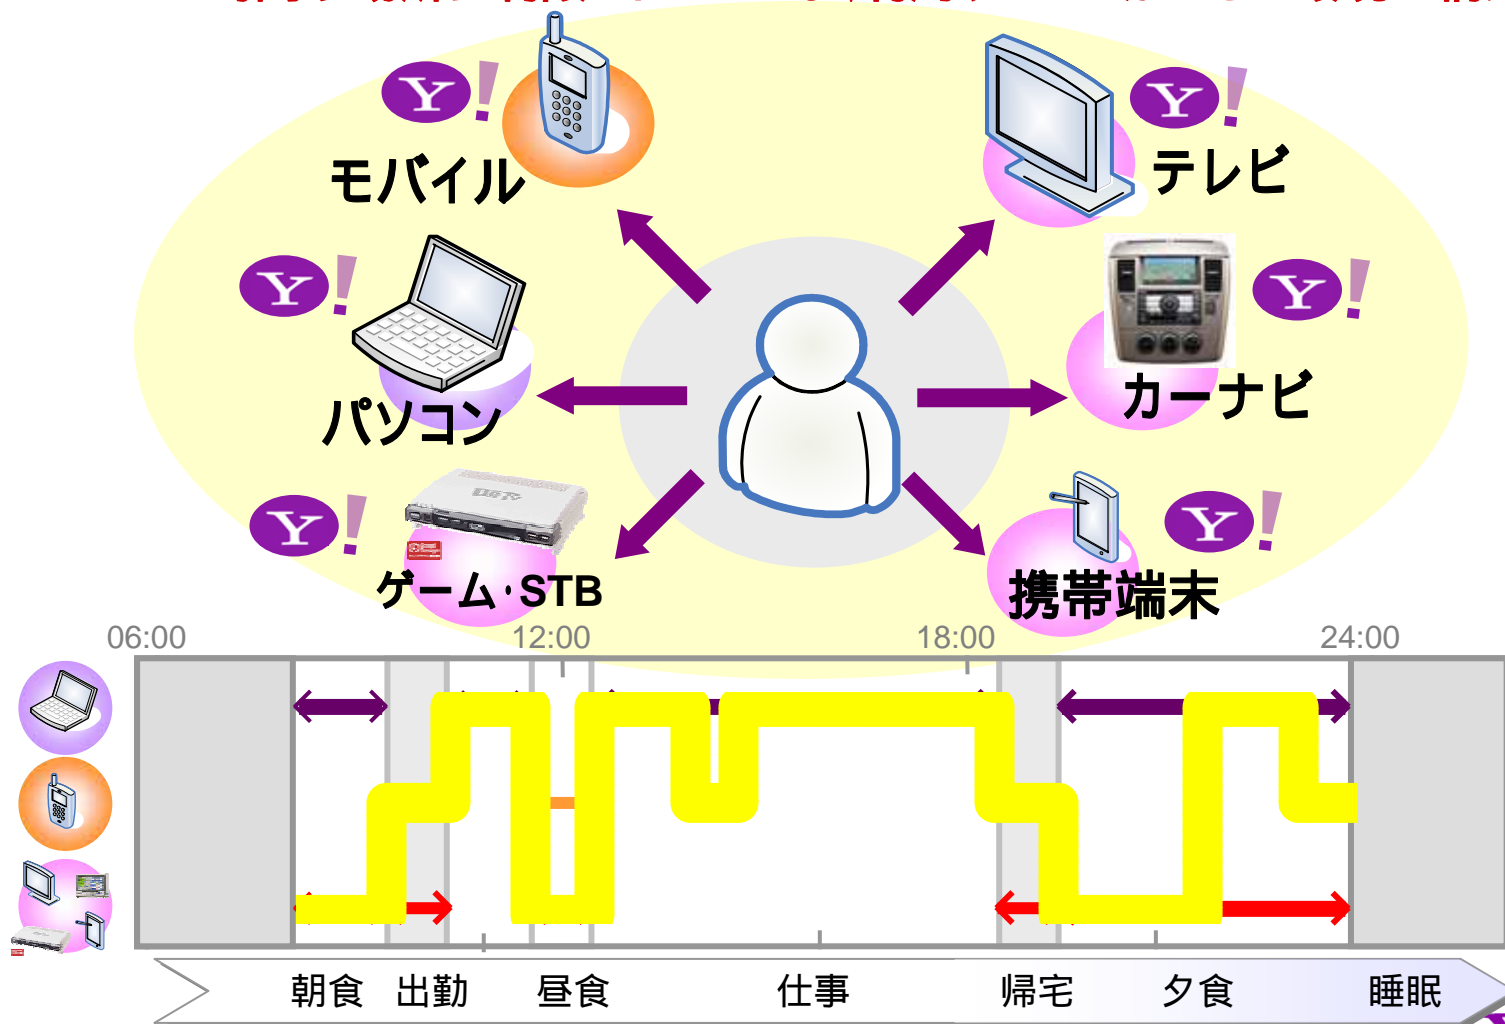 Y!
Y!
モバイル
テレビ
Y!
Y!
パソコン
カーナビ
Y!
Y!
ゲーム・STB
携帯端末
06:00 12:00 18:00 24:00
朝食 出勤 昼食 仕事 帰宅 夕食 睡眠